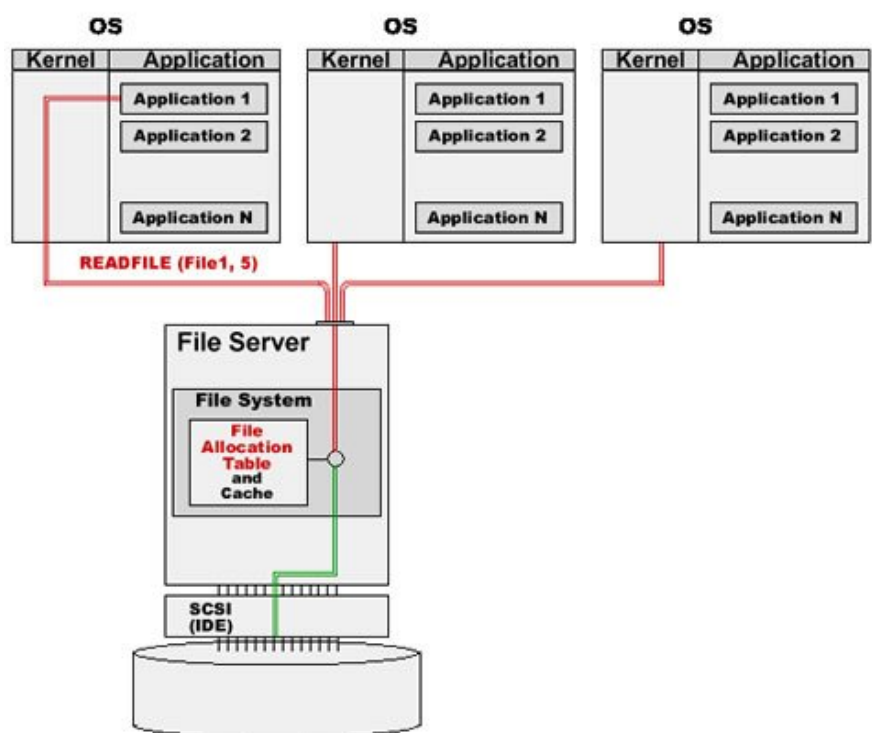 OS OS OS
Kernel Application Kernel Application Kernel Application
Application 1 Application 1 Application 1
Application 2 Application 2 Application 2
Application N Application N Application N
READFILE (File1, 5)
File Server
File System
File
Allocation
Table
and
Cache
SCSI
(IDE)